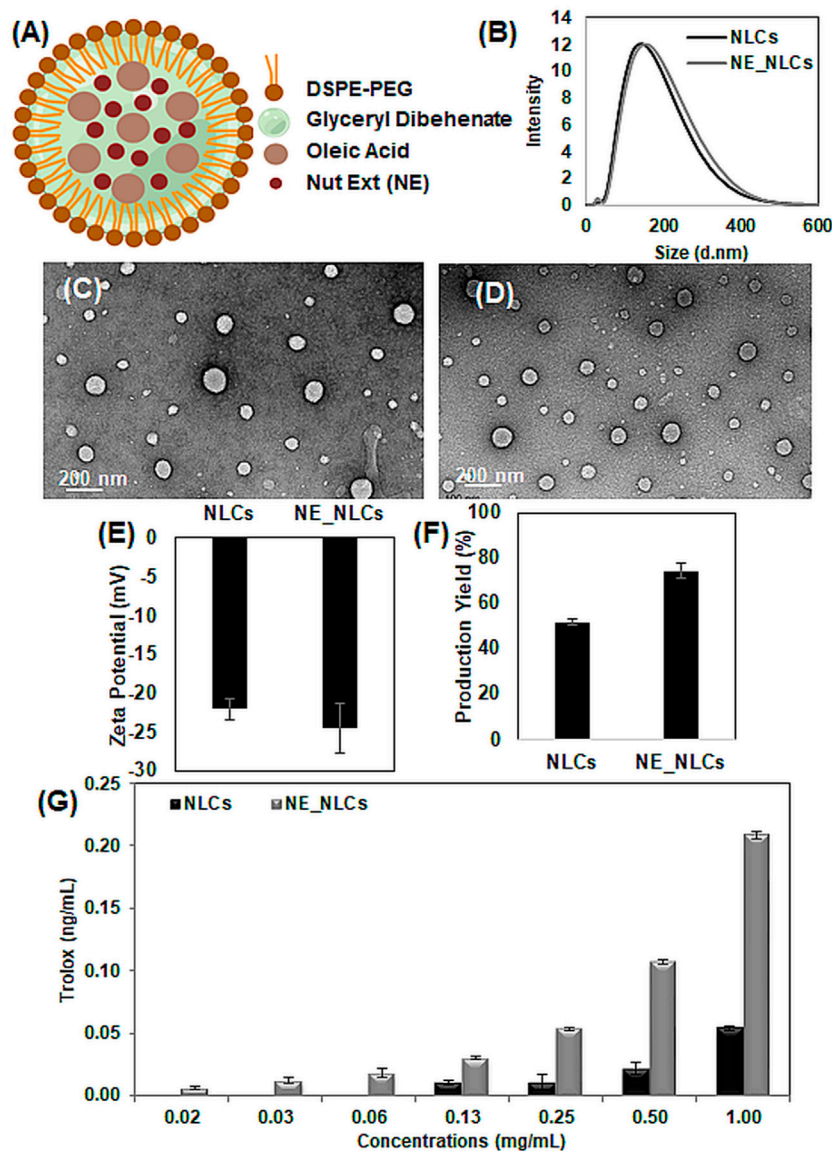 (A)
DSPE-PEG
Glyceryl Dibehenate
Oleic Acid
Nut Ext (NE)
(B)
NLCs
NE_NLCs
Intensity
14
12
10
8
6
4
2
0
0 200 400 600
Size (d.nm)
(C)
200 nm
(D)
200 nm
(E)
NLCs NE_NLCs
Zeta Potential (mV)
0
-5
-10
-15
-20
-25
-30
(F)
Production Yield (%)
100
80
60
40
20
0
NLCs NE_NLCs
(G)
NLCs NE_NLCs
Trolox (ng/mL)
0.25
0.20
0.15
0.10
0.05
0.00
0.02 0.03 0.06 0.13 0.25 0.50 1.00
Concentrations (mg/mL)